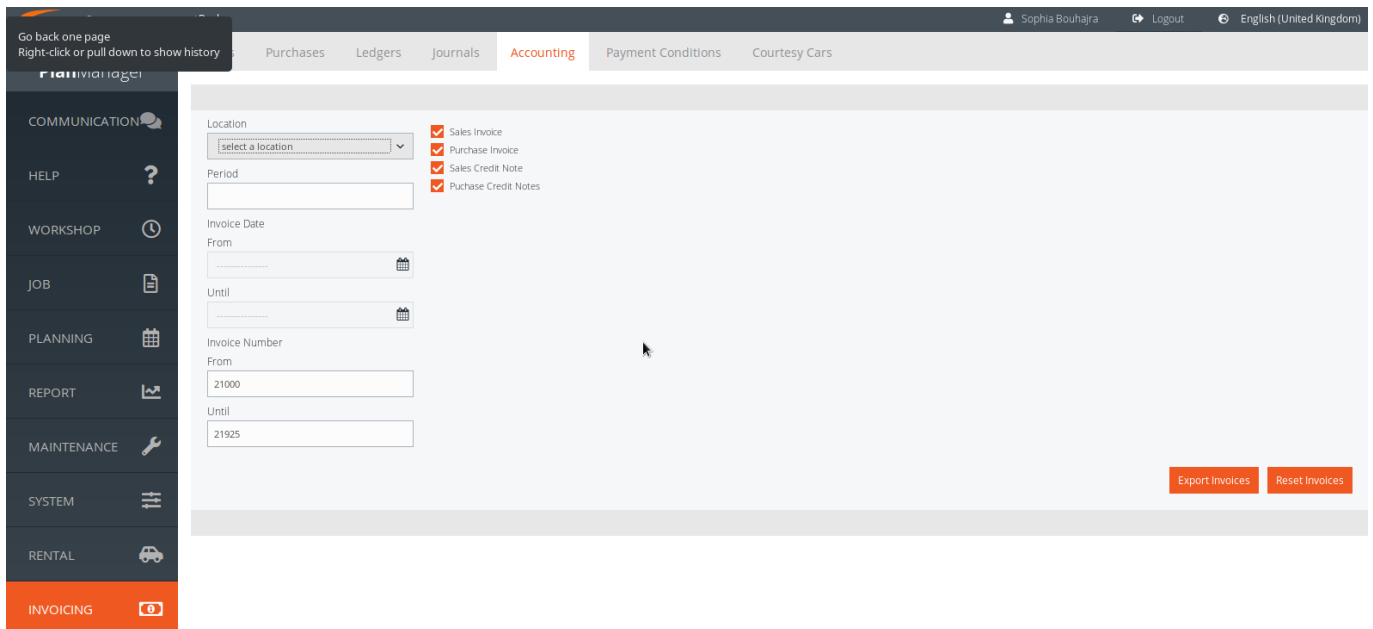 Sophia Bouhajra
Logout
English (United Kingdom)
Go back one page
Right-click or pull down to show history
PlanManager
Purchases
Ledgers
Journals
Accounting
Payment Conditions
Courtesy Cars
COMMUNICATION
HELP
WORKSHOP
JOB
PLANNING
REPORT
MAINTENANCE
SYSTEM
RENTAL
INVOICING
Location
select a location
Period
Invoice Date
From
---------------
Until
---------------
Invoice Number
From
21000
Until
21925
Sales Invoice
Purchase Invoice
Sales Credit Note
Puchase Credit Notes
Export Invoices
Reset Invoices